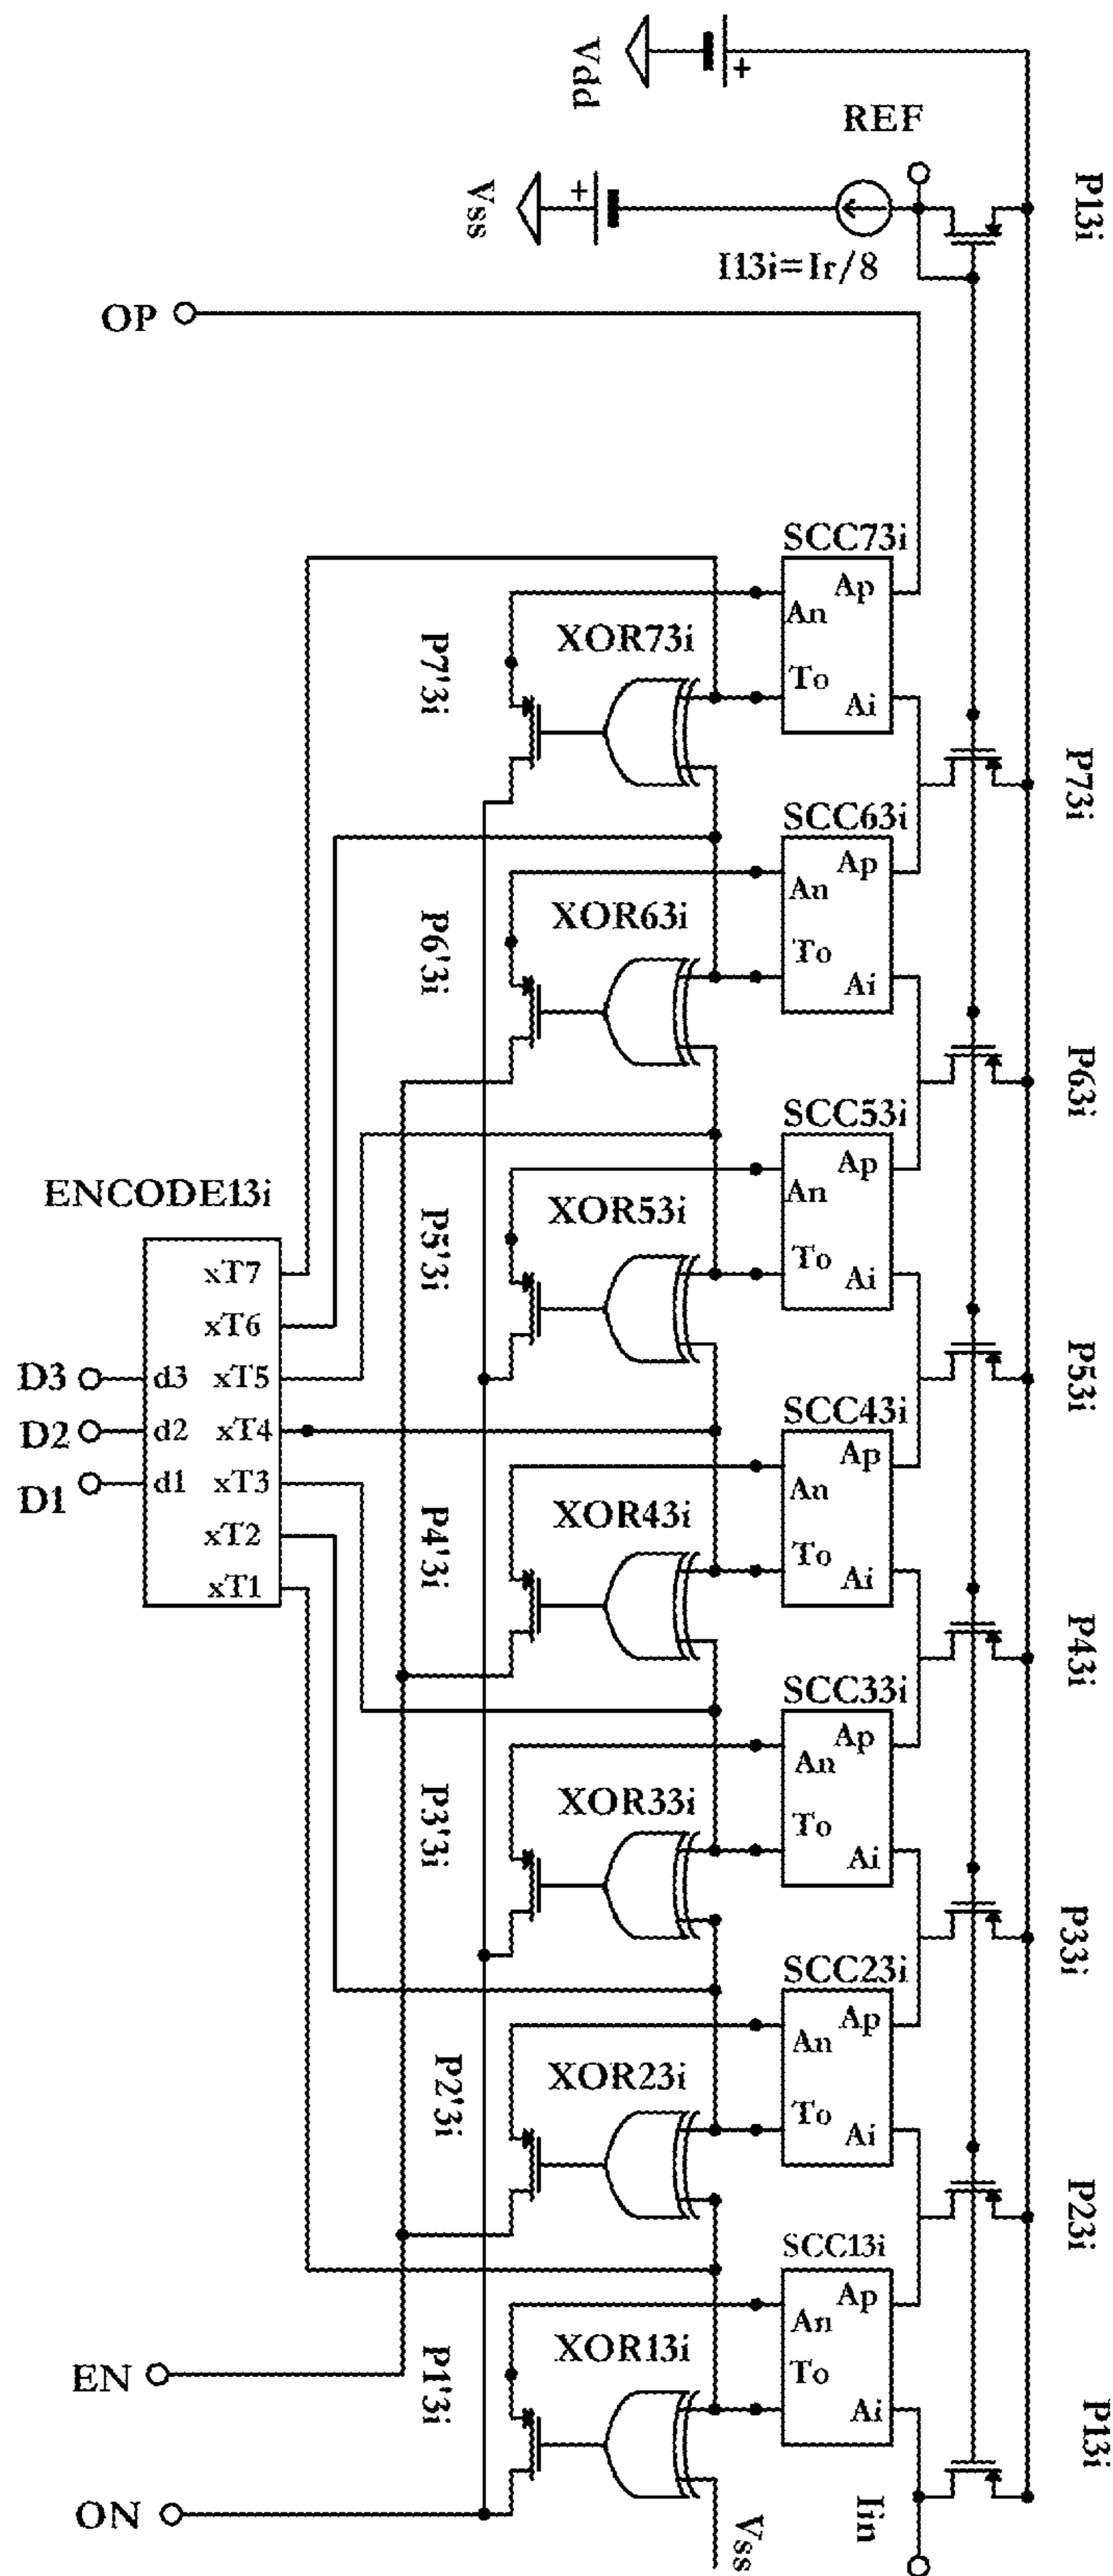 Vdd
+
REF
P13i
Vss
+
I13i=Ir/8
OP
SCC73i
Ap
An
To
Ai
XOR73i
P7'3i
P73i
SCC63i
Ap
An
To
Ai
XOR63i
P6'3i
P63i
SCC53i
Ap
An
To
Ai
XOR53i
P5'3i
P53i
ENCODE13i
xT7
xT6
D3
d3
xT5
D2
d2
xT4
D1
d1
xT3
xT2
xT1
SCC43i
Ap
An
To
Ai
XOR43i
P4'3i
P43i
SCC33i
Ap
An
To
Ai
XOR33i
P3'3i
P33i
SCC23i
Ap
An
To
Ai
XOR23i
P2'3i
P23i
SCC13i
Ap
An
To
Ai
XOR13i
P1'3i
P13i
EN
ON
Vss
Iin